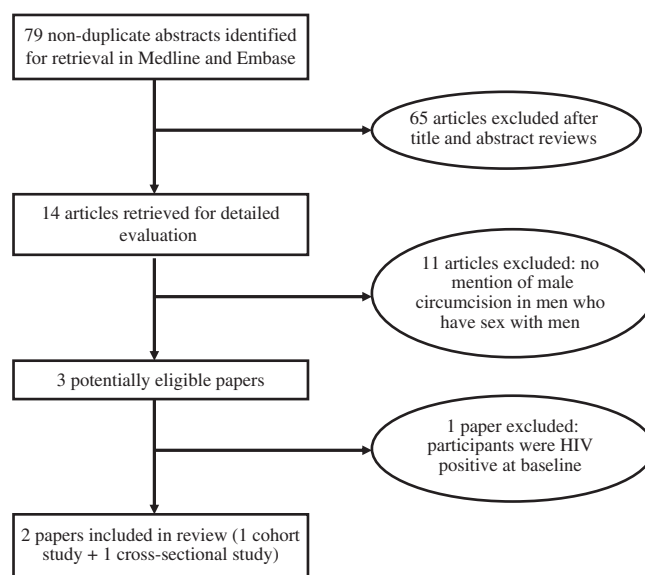 79 non-duplicate abstracts identified
for retrieval in Medline and Embase
65 articles excluded after
title and abstract reviews
14 articles retrieved for detailed
evaluation
11 articles excluded: no
mention of male
circumcision in men who
have sex with men
3 potentially eligible papers
1 paper excluded:
participants were HIV
positive at baseline
2 papers included in review (1 cohort
study + 1 cross-sectional study)